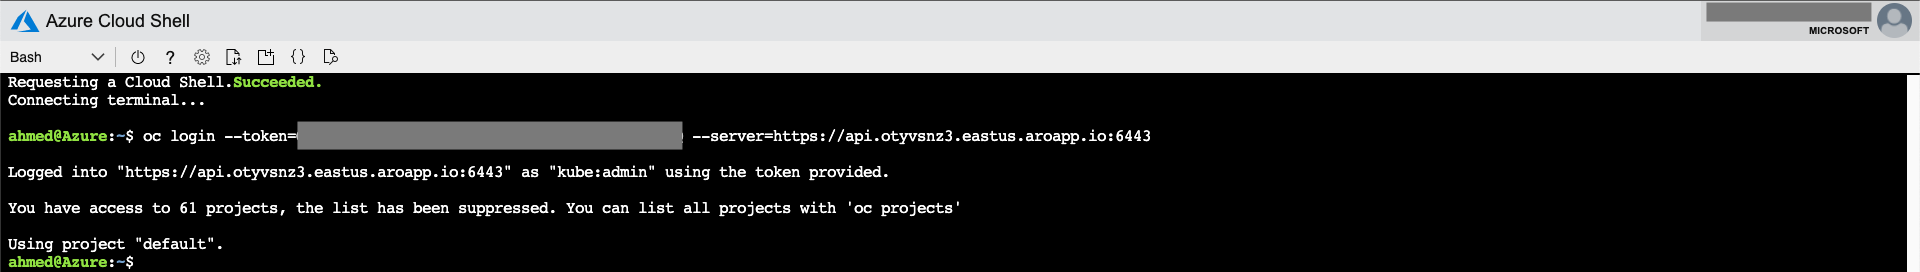 Azure Cloud Shell
MICROSOFT
Bash
?
{}
Requesting a Cloud Shell.Succeeded.
Connecting terminal...
ahmed@Azure:~$ oc login --token= --server=https://api.otyvsnz3.eastus.aroapp.io:6443
Logged into "https://api.otyvsnz3.eastus.aroapp.io:6443" as "kube:admin" using the token provided.
You have access to 61 projects, the list has been suppressed. You can list all projects with 'oc projects'
Using project "default".
ahmed@Azure:~$